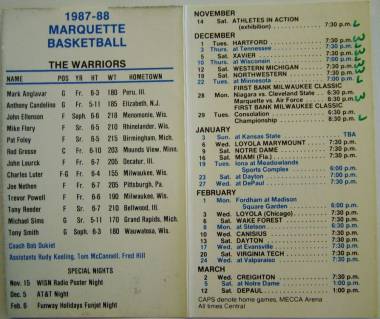 1987-88
MARQUETTE
BASKETBALL
THE WARRIORS
NAME POS YR HT WT HOMETOWN
Mark Anglavar G Fr. 6-3 180 Peru, Ill.
Anthony Candelino G Fr. 5-11 185 Elizabeth, N.J.
John Ellenson F Soph. 6-8 218 Menomonie, Wis.
Mike Flory F Sr. 6-5 210 Rhinelander, Wis.
Pat Foley F Sr. 6-5 215 Birmingham, Mich.
Rod Grosse C Fr. 6-10 203 Mounds View, Minn.
John Laurck F Fr. 6-7 205 Decatur, Ill.
Charles Luter F-G Fr. 6-4 155 Milwaukee, Wis.
Joe Nethen F Fr. 6-7 205 Pittsburgh, Pa.
Trevor Powell F Fr. 6-6 190 Milwaukee, Wis.
Tony Reeder F Sr. 6-7 210 Bellwood, Ill.
Michael Sims G Sr. 5-11 170 Grand Rapids, Mich.
Tony Smith G Soph. 6-3 180 Wauwatosa, Wis.
Coach Bob Dukiet
Assistants Rudy Keeling, Tom McConnell, Fred Hill
SPECIAL NIGHTS
Nov. 15 WISN Radio Poster Night
Dec. 5 AT&T Night
Feb. 6 Funway Holidays Funjet Night
NOVEMBER
14 Sat. ATHLETES IN ACTION
(exhibition) 7:30 p.m.
DECEMBER
1 Tues. HARTFORD 7:30 p.m.
3 Thurs. at Tennessee 7:30 p.m.
5 Sat. XAVIER 7:30 p.m.
10 Thurs. at Wisconsin 7:00 p.m.
12 Sat. WESTERN MICHIGAN 7:30 p.m.
19 Sat. NORTHWESTERN 7:30 p.m.
22 Tues. at Minnesota 7:30 p.m.
FIRST BANK MILWAUKEE CLASSIC
28 Mon. Niagara vs. Cleveland State 6:30 p.m.
Marquette vs. Air Force 8:30 p.m.
FIRST BANK MILWAUKEE CLASSIC
29 Tues. Consolation 6:30 p.m.
Championship 8:30 p.m.
JANUARY
3 Sun. at Kansas State TBA
6 Wed. LOYOLA MARYMOUNT 7:30 p.m.
9 Sat. NOTRE DAME 7:30 p.m.
16 Sat. MIAMI (Fla.) 7:30 p.m.
19 Tues. Iona at Meadowlands
Sports Complex 6:00 p.m.
23 Sat. at Dayton 7:00 p.m.
27 Wed. at DePaul 7:30 p.m.
FEBRUARY
1 Mon. Fordham at Madison
Square Garden 6:00 p.m.
3 Wed. LOYOLA (Chicago) 7:30 p.m.
6 Sat. WAKE FOREST 7:30 p.m.
8 Mon. at Stetson 6:30 p.m.
10 Wed. CANISIUS 7:30 p.m.
13 Sat. DAYTON 7:30 p.m.
17 Wed. at Evansville 7:30 p.m.
20 Sat. VIRGINIA TECH 7:30 p.m.
24 Wed. at Valparaiso 7:30 p.m.
MARCH
2 Wed. CREIGHTON 7:30 p.m.
5 Sat. at Notre Dame 1:00 p.m.
12 Sat. DEPAUL 1:00 p.m.
CAPS denote home games, MECCA Arena
All times Central